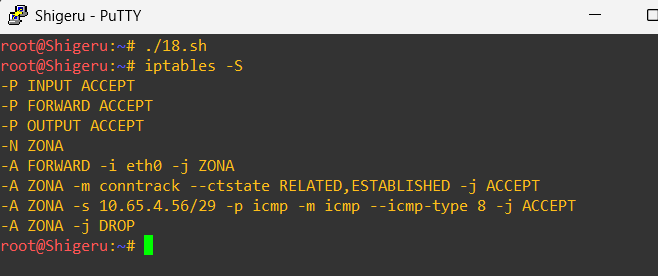 Shigeru - PuTTY
root@Shigeru:~# ./18.sh
root@Shigeru:~# iptables -S
-P INPUT ACCEPT
-P FORWARD ACCEPT
-P OUTPUT ACCEPT
-N ZONA
-A FORWARD -i eth0 -j ZONA
-A ZONA -m conntrack --ctstate RELATED,ESTABLISHED -j ACCEPT
-A ZONA -s 10.65.4.56/29 -p icmp -m icmp --icmp-type 8 -j ACCEPT
-A ZONA -j DROP
root@Shigeru:~#